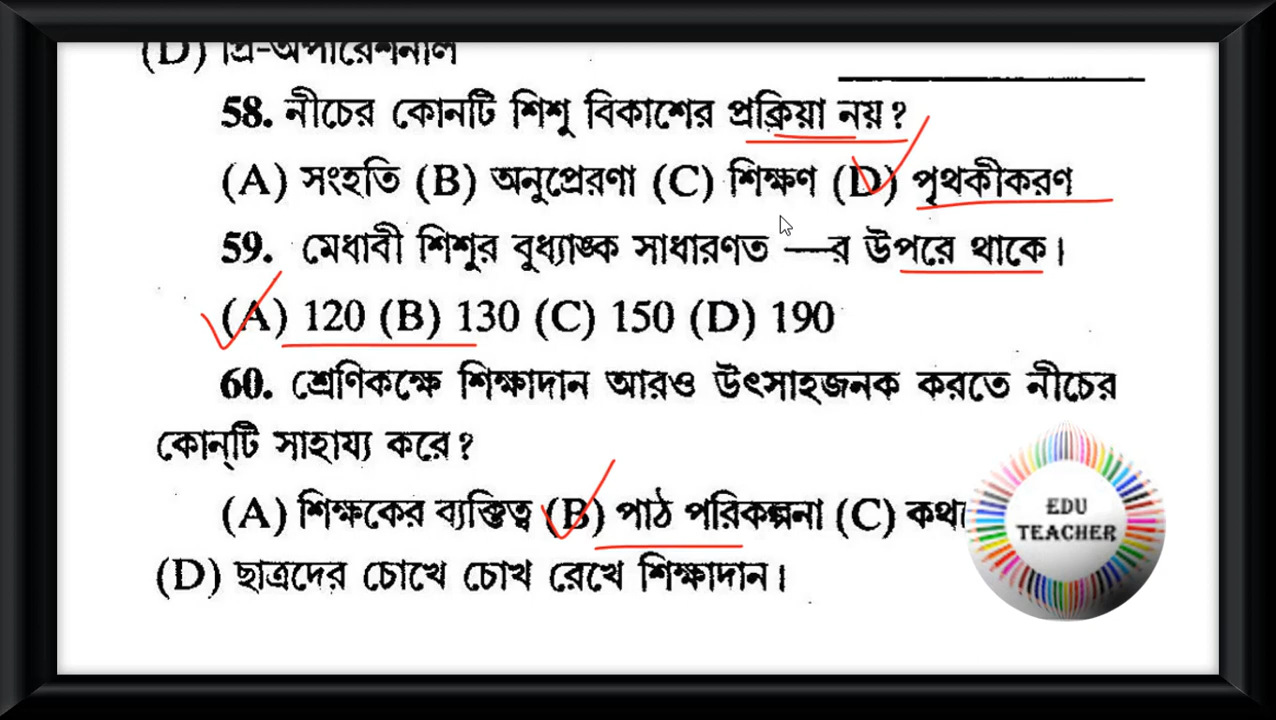 (D) প্রি-অপারেশনাল
58. নীচের কোনটি শিশু বিকাশের প্রক্রিয়া নয়?
(A) সংহতি (B) অনুপ্রেরণা (C) শিক্ষণ (D) পৃথকীকরণ
59. মেধাবী শিশুর বুধ্যাঙ্ক সাধারণত —র উপরে থাকে।
(A) 120 (B) 130 (C) 150 (D) 190
60. শ্রেণিকক্ষে শিক্ষাদান আরও উৎসাহজনক করতে নীচের
কোন্‌টি সাহায্য করে?
(A) শিক্ষকের ব্যক্তিত্ব (B) পাঠ পরিকল্পনা (C)
(D) ছাত্রদের চোখে চোখ রেখে শিক্ষাদান।
EDU
TEACHER